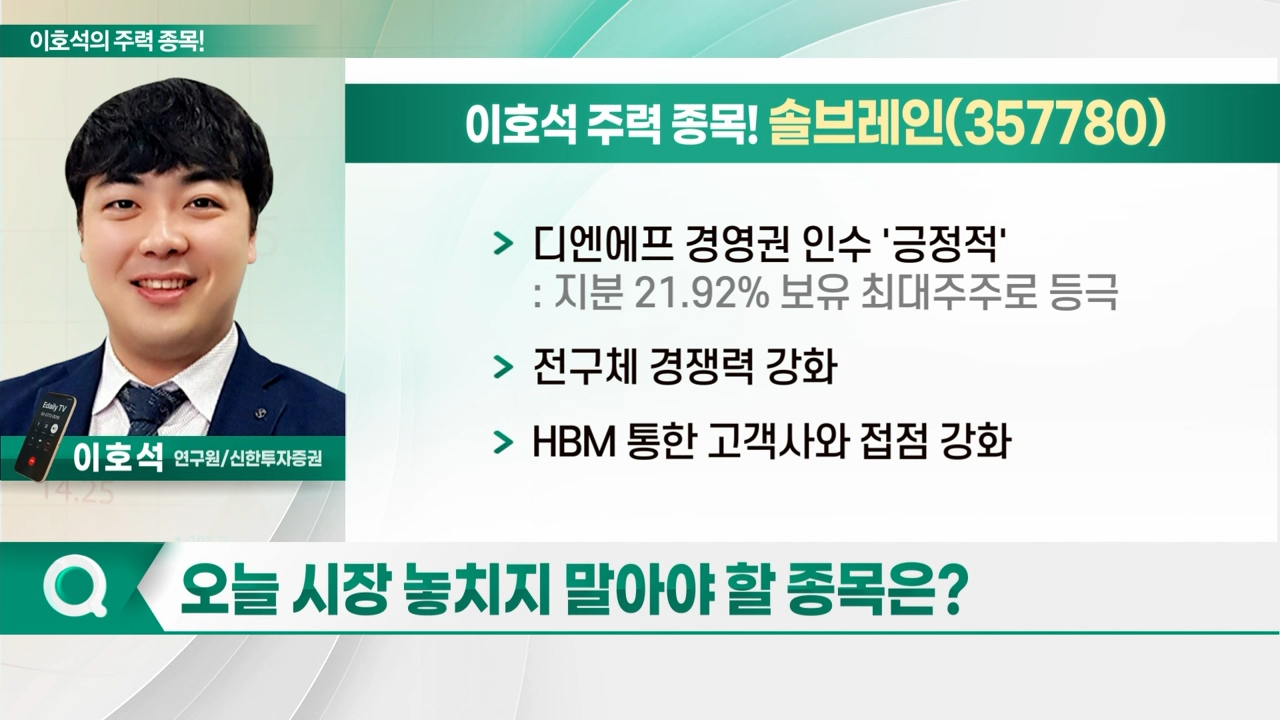 이호석의 주력 종목!
이호석 주력 종목! 솔브레인(357780)
> 디엔에프 경영권 인수 '긍정적'
: 지분 21.92% 보유 최대주주로 등극
> 전구체 경쟁력 강화
> HBM 통한 고객사와 접점 강화
Edaily TV
이호석 연구원/신한투자증권
14.25
오늘 시장 놓치지 말아야 할 종목은?